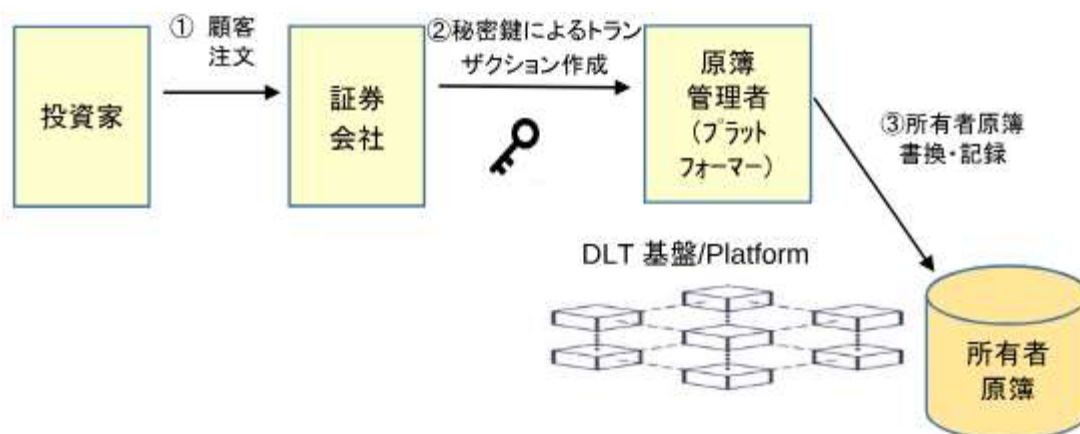 ① 顧客
注文
②秘密鍵によるトラン
ザクション作成
投資家
証券
会社
原簿
管理者
(プラット
フォーマー)
③所有者原簿
書換・記録
DLT 基盤/Platform
所有者
原簿